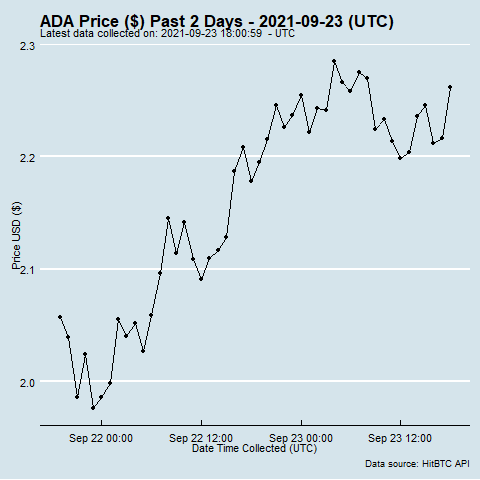 ADA Price ($) Past 2 Days - 2021-09-23 (UTC)
Latest data collected on: 2021-09-23 18:00:59 - UTC
2.3
2.2
2.1
2.0
Price USD ($)
Sep 22 00:00 Sep 22 12:00 Sep 23 00:00 Sep 23 12:00
Date Time Collected (UTC)
Data source: HitBTC API